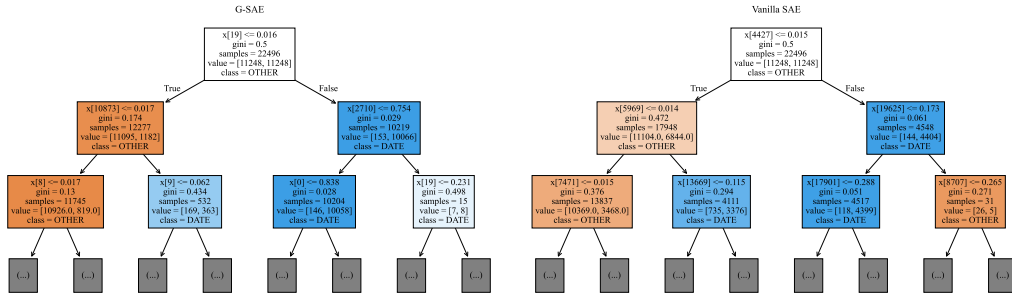 G-SAE
x[19] <= 0.016
gini = 0.5
samples = 22496
value = [11248, 11248]
class = OTHER
True
False
x[10873] <= 0.017
gini = 0.174
samples = 12277
value = [11095, 1182]
class = OTHER
x[2710] <= 0.754
gini = 0.029
samples = 10219
value = [153, 10066]
class = DATE
x[8] <= 0.017
gini = 0.13
samples = 11745
value = [10926.0, 819.0]
class = OTHER
x[9] <= 0.062
gini = 0.434
samples = 532
value = [169, 363]
class = DATE
x[0] <= 0.838
gini = 0.028
samples = 10204
value = [146, 10058]
class = DATE
x[19] <= 0.231
gini = 0.498
samples = 15
value = [7, 8]
class = DATE
(...)
(...)
(...)
(...)
(...)
(...)
(...)
(...)
Vanilla SAE
x[4427] <= 0.015
gini = 0.5
samples = 22496
value = [11248, 11248]
class = OTHER
True
False
x[5969] <= 0.014
gini = 0.472
samples = 17948
value = [11104.0, 6844.0]
class = OTHER
x[19625] <= 0.173
gini = 0.061
samples = 4548
value = [144, 4404]
class = DATE
x[7471] <= 0.015
gini = 0.376
samples = 13837
value = [10369.0, 3468.0]
class = OTHER
x[13669] <= 0.115
gini = 0.294
samples = 4111
value = [735, 3376]
class = DATE
x[17901] <= 0.288
gini = 0.051
samples = 4517
value = [118, 4399]
class = DATE
x[8707] <= 0.265
gini = 0.271
samples = 31
value = [26, 5]
class = OTHER
(...)
(...)
(...)
(...)
(...)
(...)
(...)
(...)